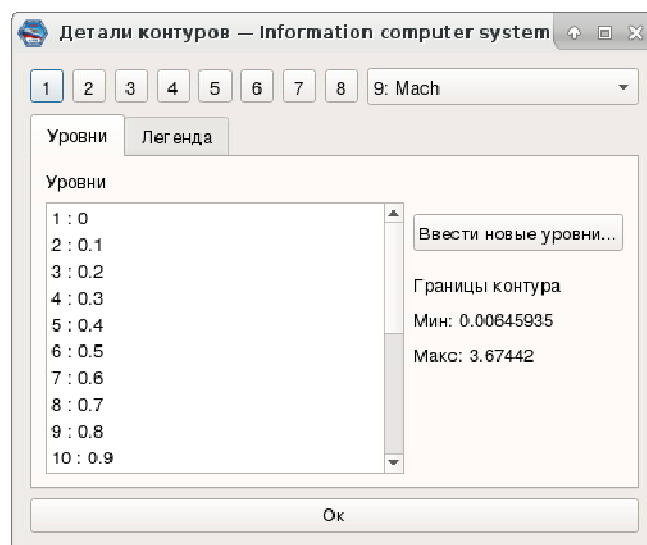 Детали контуров — Information computer system
1 2 3 4 5 6 7 8 9: Mach
Уровни Легенда
Уровни
1 : 0
2 : 0.1
3 : 0.2
4 : 0.3
5 : 0.4
6 : 0.5
7 : 0.6
8 : 0.7
9 : 0.8
10 : 0.9
Ввести новые уровни...
Границы контура
Мин: 0.00645935
Макс: 3.67442
Ок